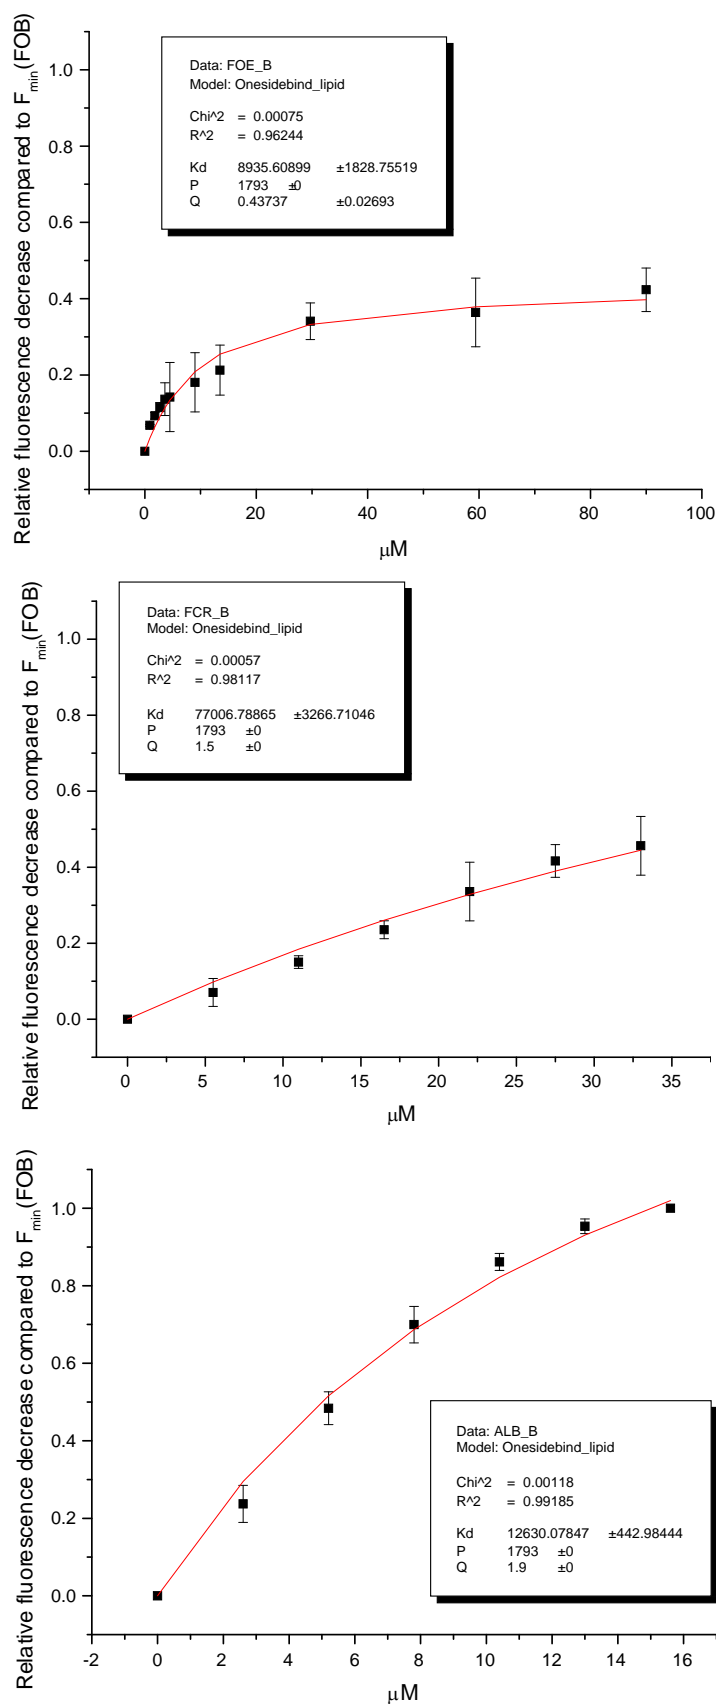 Relative fluorescence decrease compared to Fmin(FOB)
1.0
0.8
0.6
0.4
0.2
0.0
Data: FOE_B
Model: Onesidebind_lipid
Chi^2 = 0.00075
R^2 = 0.96244
Kd 8935.60899 ±1828.75519
P 1793 ±0
Q 0.43737 ±0.02693
0 20 40 60 80 100
μM
Relative fluorescence decrease compared to Fmin(FOB)
1.0
0.8
0.6
0.4
0.2
0.0
Data: FCR_B
Model: Onesidebind_lipid
Chi^2 = 0.00057
R^2 = 0.98117
Kd 77006.78865 ±3266.71046
P 1793 ±0
Q 1.5 ±0
0 5 10 15 20 25 30 35
μM
Relative fluorescence decrease compared to Fmin(FOB)
1.0
0.8
0.6
0.4
0.2
0.0
Data: ALB_B
Model: Onesidebind_lipid
Chi^2 = 0.00118
R^2 = 0.99185
Kd 12630.07847 ±442.98444
P 1793 ±0
Q 1.9 ±0
-2 0 2 4 6 8 10 12 14 16
μM